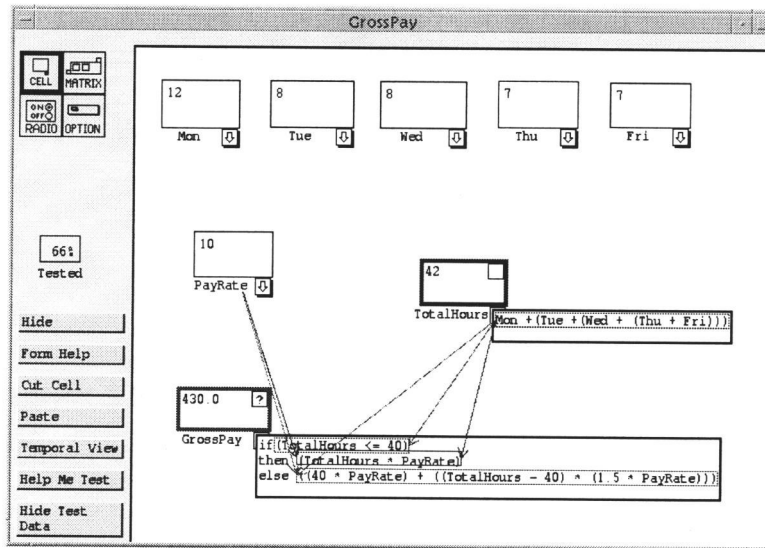 GrossPay
CELL
MATRIX
ON
OFF
RADIO
OPTION
12
8
8
7
7
Mon
Tue
Wed
Thu
Fri
66%
Tested
10
PayRate
42
TotalHours
Mon +(Tue +(Wed + (Thu + Fri)))
Hide
Form Help
Cut Cell
Paste
Temporal View
Help Me Test
Hide Test
Data
430.0
?
GrossPay
if(TotalHours <= 40)
then (TotalHours * PayRate)
else ((40 * PayRate) + ((TotalHours - 40) * (1.5 * PayRate)))